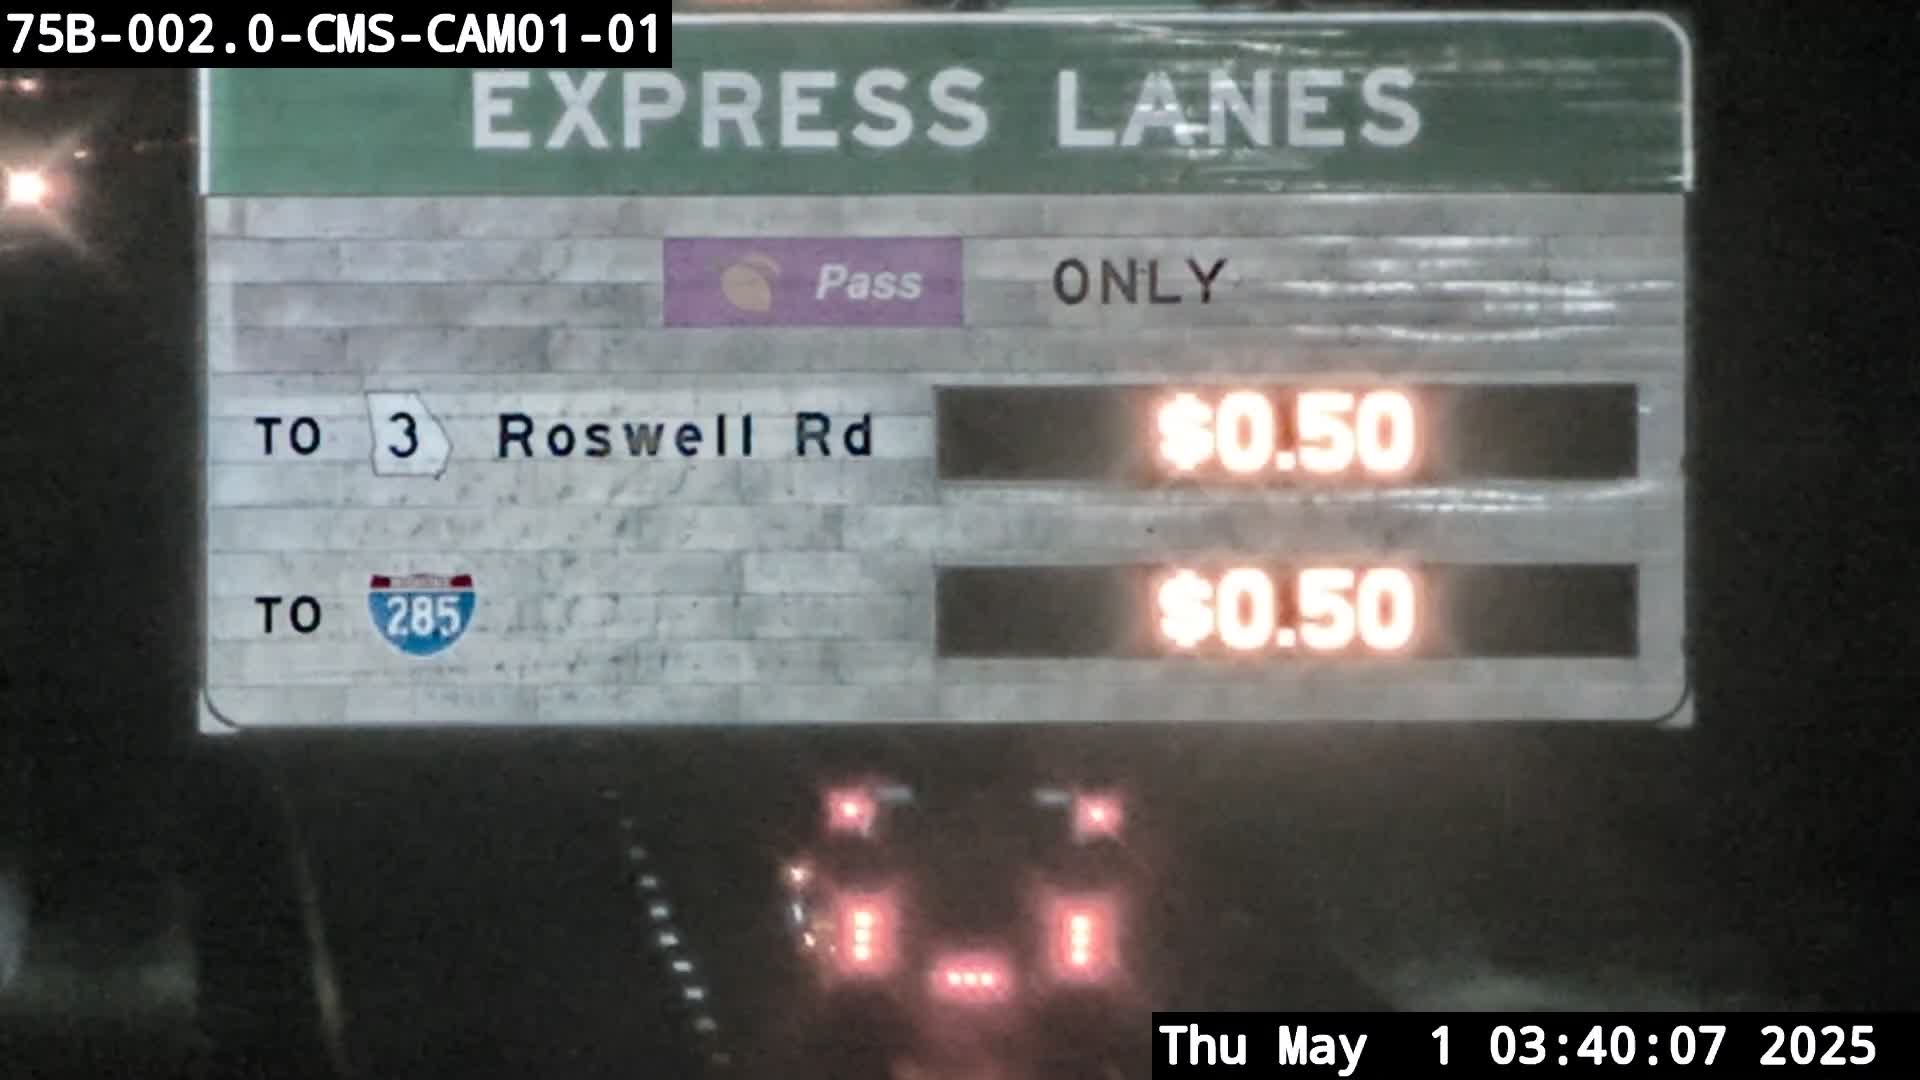 75B-002.0-CMS-CAM01-01
EXPRESS LANES
Pass ONLY
TO 3 Roswell Rd $0.50
TO 285 $0.50
Thu May 1 03:40:07 2025